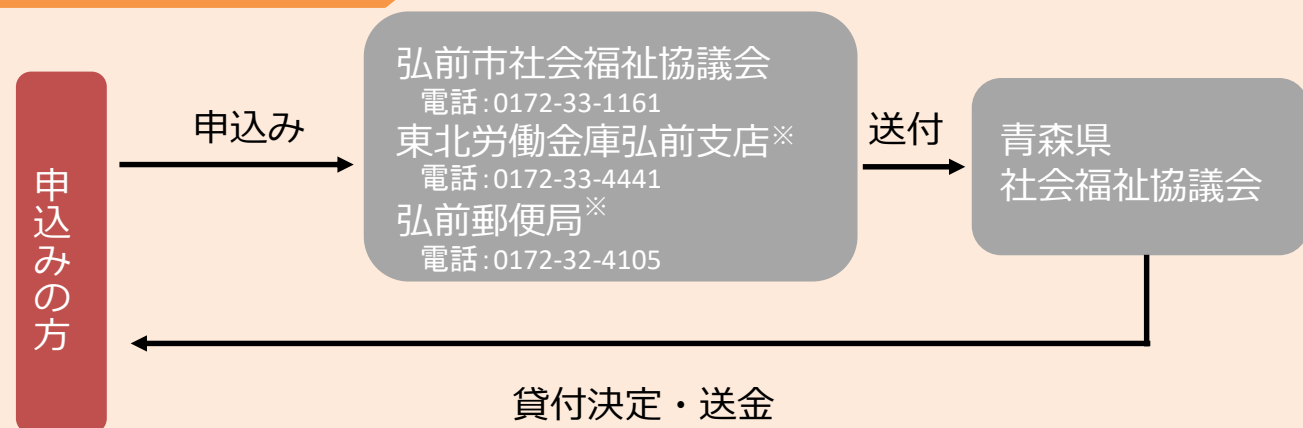 申込みの方
申込み
弘前市社会福祉協議会
電話：0172-33-1161
東北労働金庫弘前支店※
電話：0172-33-4441
弘前郵便局※
電話：0172-32-4105
送付
青森県
社会福祉協議会
貸付決定・送金